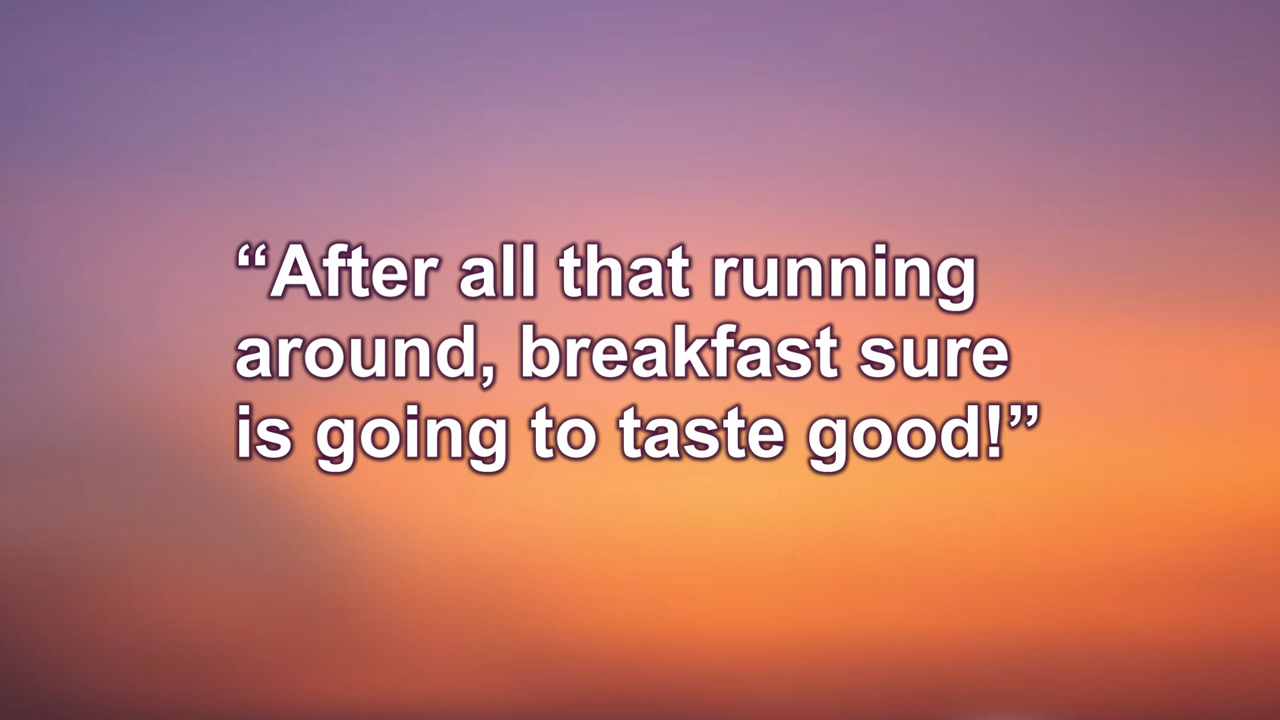 “After all that running
around, breakfast sure
is going to taste good!”